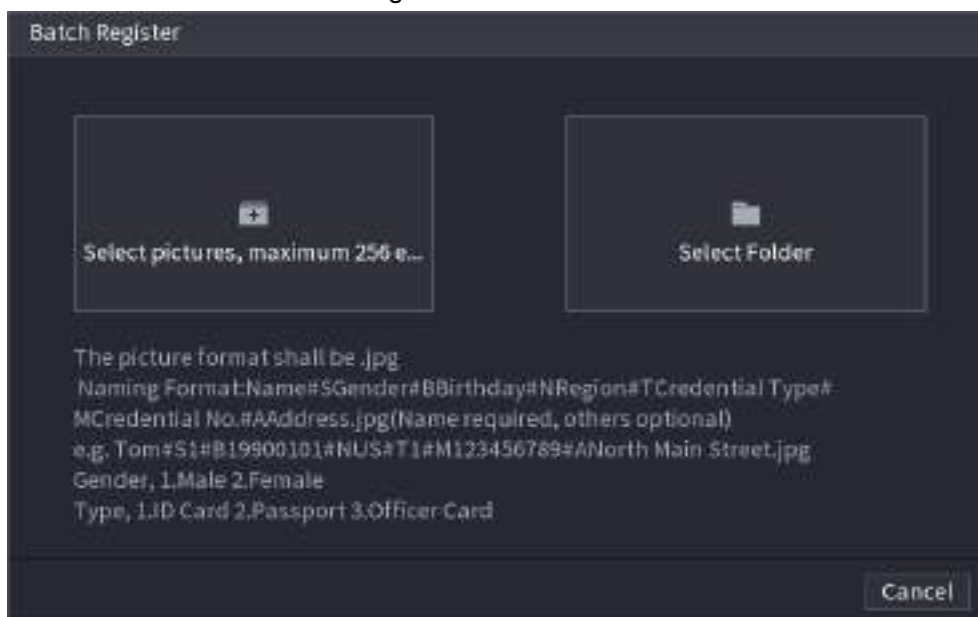 Batch Register
Select pictures, maximum 256 e...
Select Folder
The picture format shall be .jpg
Naming Format:Name#SGender#BBirthday#NRegion#TCredential Type#
MCredential No.#AAddress.jpg(Name required, others optional)
e.g. Tom#S1#B19900101#NUS#T1#M123456789#ANorth Main Street.jpg
Gender, 1.Male 2.Female
Type, 1.ID Card 2.Passport 3.Officer Card
Cancel